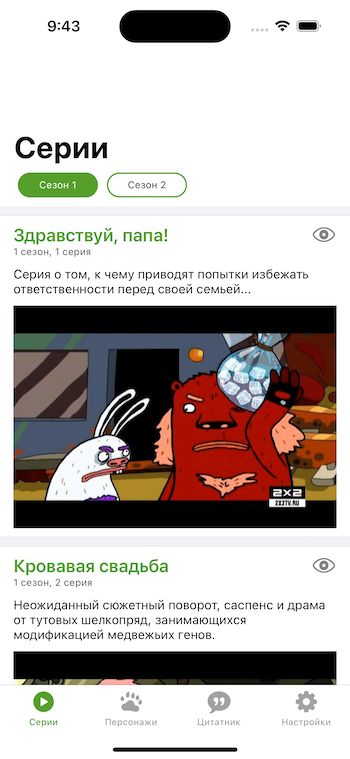 9:43
Серии
Сезон 1
Сезон 2
Здравствуй, папа!
1 сезон, 1 серия
Серия о том, к чему приводят попытки избежать
ответственности перед своей семьей...
2×2
2X2TV.RU
Кровавая свадьба
1 сезон, 2 серия
Неожиданный сюжетный поворот, саспенс и драма
от тутовых шелкопряд, занимающихся
модификацией медвежьих генов.
Серии
Персонажи
Цитатник
Настройки